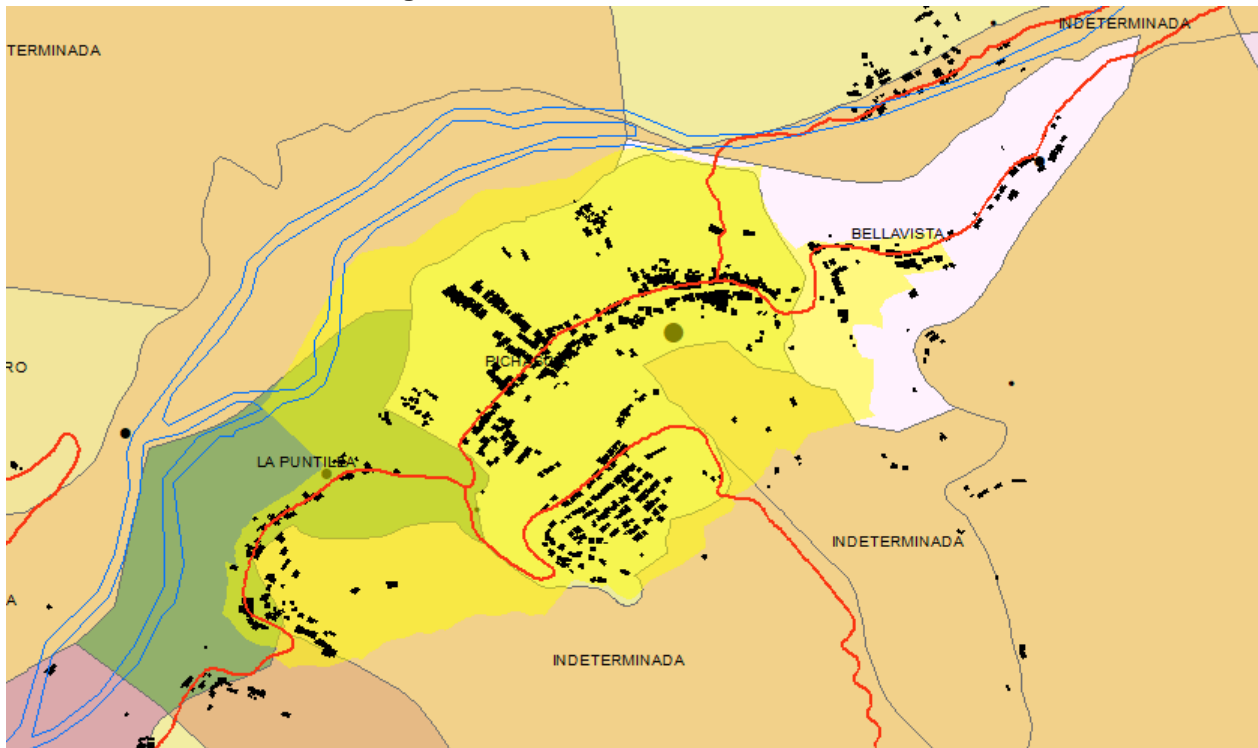 INDETERMINADA
TERMINADA
BELLAVISTA
RO
LA PUNTILLA
INDETERMINADA
A
INDETERMINADA